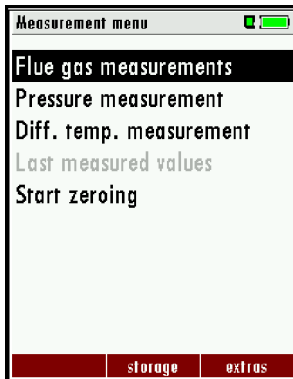 Measurement menu
Flue gas measurements
Pressure measurement
Diff. temp. measurement
Last measured values
Start zeroing
storage extras